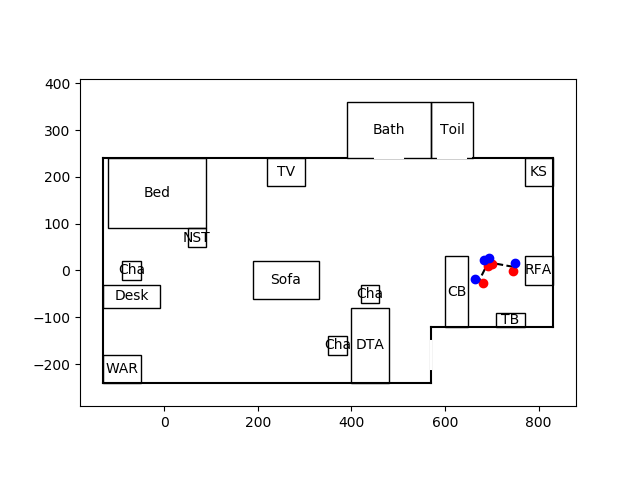 400
300
200
100
0
−100
−200
0
200
400
600
800
Bath
Toil
Bed
TV
KS
NST
Cha
Desk
Sofa
Cha
CB
RFA
TB
Cha
DTA
WAR